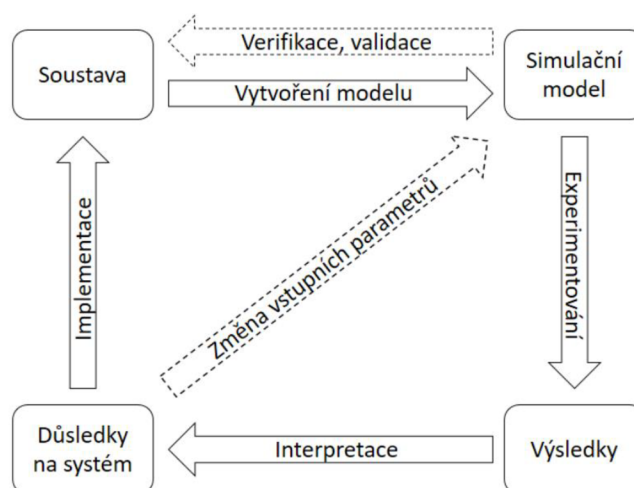 Verifikace, validace
Soustava
Simulační
model
Vytvoření modelu
Implementace
Změna vstupních parametrů
Experimentování
Důsledky
na systém
Interpretace
Výsledky